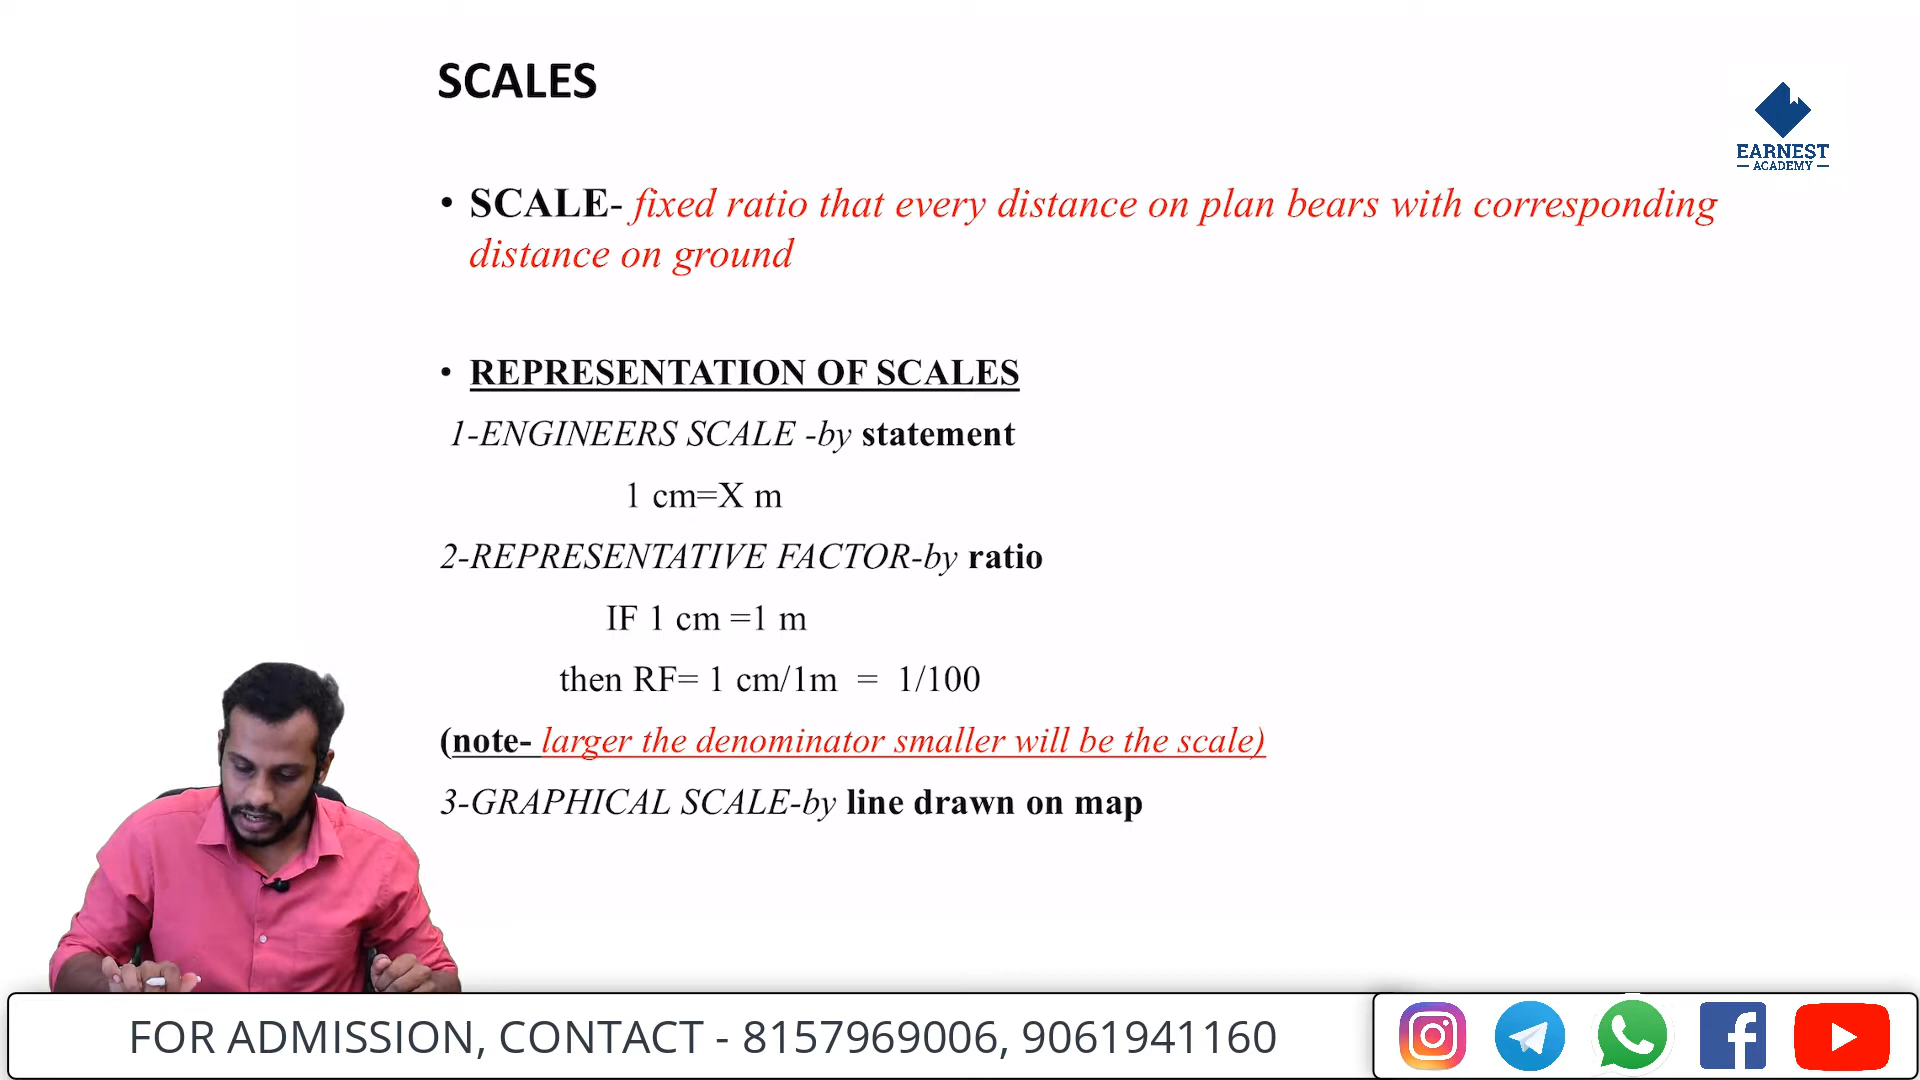 SCALES
EARNEST
ACADEMY
• SCALE- fixed ratio that every distance on plan bears with corresponding
distance on ground
• REPRESENTATION OF SCALES
1-ENGINEERS SCALE -by statement
1 cm=X m
2-REPRESENTATIVE FACTOR-by ratio
IF 1 cm =1 m
then RF= 1 cm/1m = 1/100
(note- larger the denominator smaller will be the scale)
3-GRAPHICAL SCALE-by line drawn on map
FOR ADMISSION, CONTACT - 8157969006, 9061941160